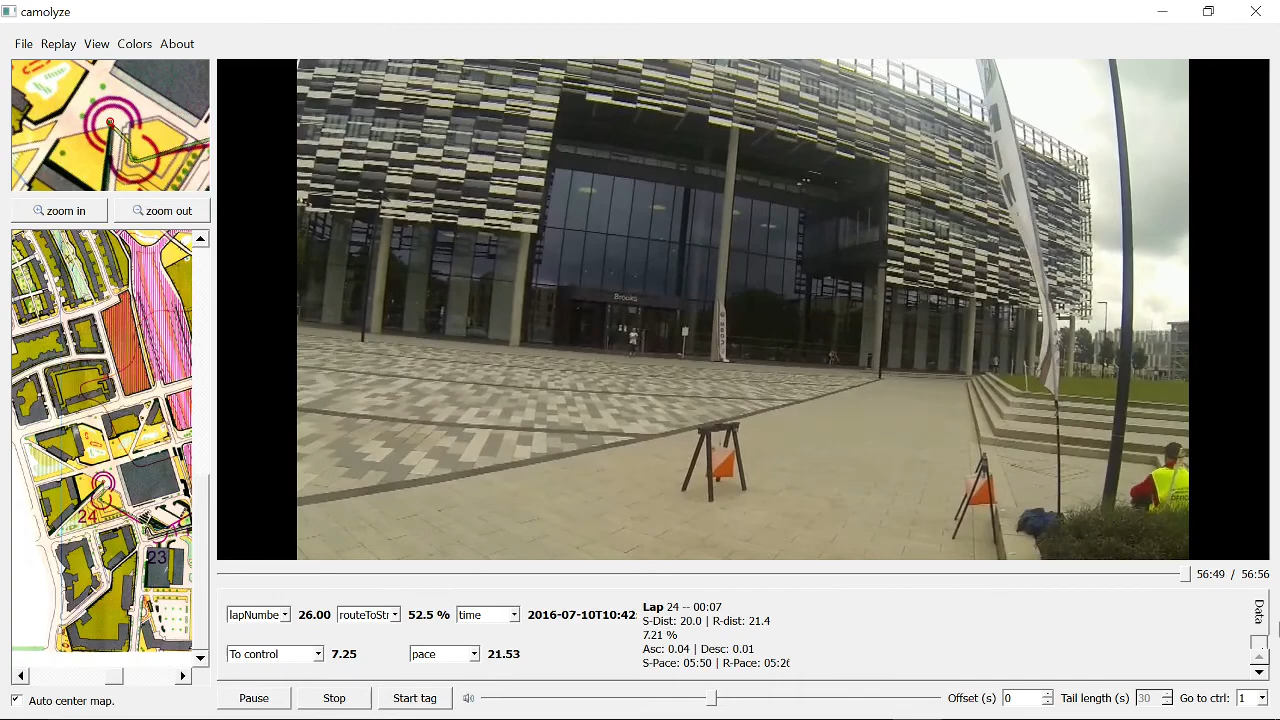 camolyze
File Replay View Colors About
zoom in zoom out
24
23
Brooks
56:49 / 56:56
lapNumbe 26.00 routeToStr 52.5 % time 2016-07-10T10:42:
To control 7.25 pace 21.53
Lap 24 -- 00:07
S-Dist: 20.0 | R-dist: 21.4
7.21 %
Asc: 0.04 | Desc: 0.01
S-Pace: 05:50 | R-Pace: 05:26
Data
Auto center map.
Pause Stop Start tag Offset (s) 0 Tail length (s) 30 Go to ctrl: 1